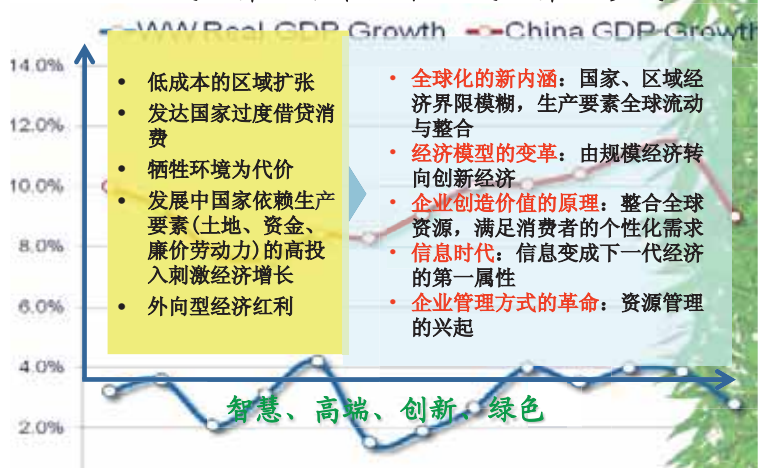 WW Real GDP Growth China GDP Growth
14.0%
12.0%
10.0%
8.0%
6.0%
4.0%
2.0%
• 低成本的区域扩张
• 发达国家过度借贷消
费
• 牺牲环境为代价
• 发展中国家依赖生产
要素(土地、资金、
廉价劳动力)的高投
入刺激经济增长
• 外向型经济红利
• 全球化的新内涵：国家、区域经
济界限模糊，生产要素全球流动
与整合
• 经济模型的变革：由规模经济转
向创新经济
• 企业创造价值的原理：整合全球
资源，满足消费者的个性化需求
• 信息时代：信息变成下一代经济
的第一属性
• 企业管理方式的革命：资源管理
的兴起
智慧、高端、创新、绿色